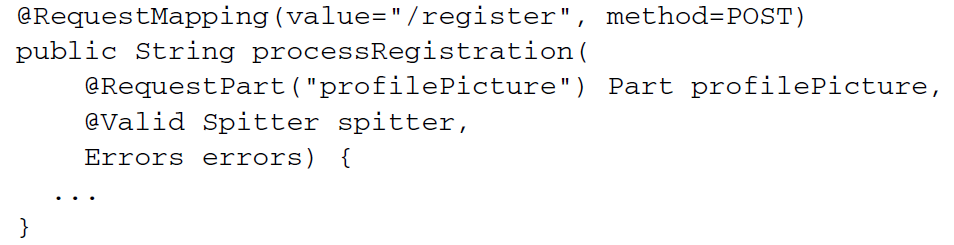 @RequestMapping(value="/register", method=POST)
public String processRegistration(
    @RequestPart("profilePicture") Part profilePicture,
    @Valid Spitter spitter,
    Errors errors) {
  ...
}